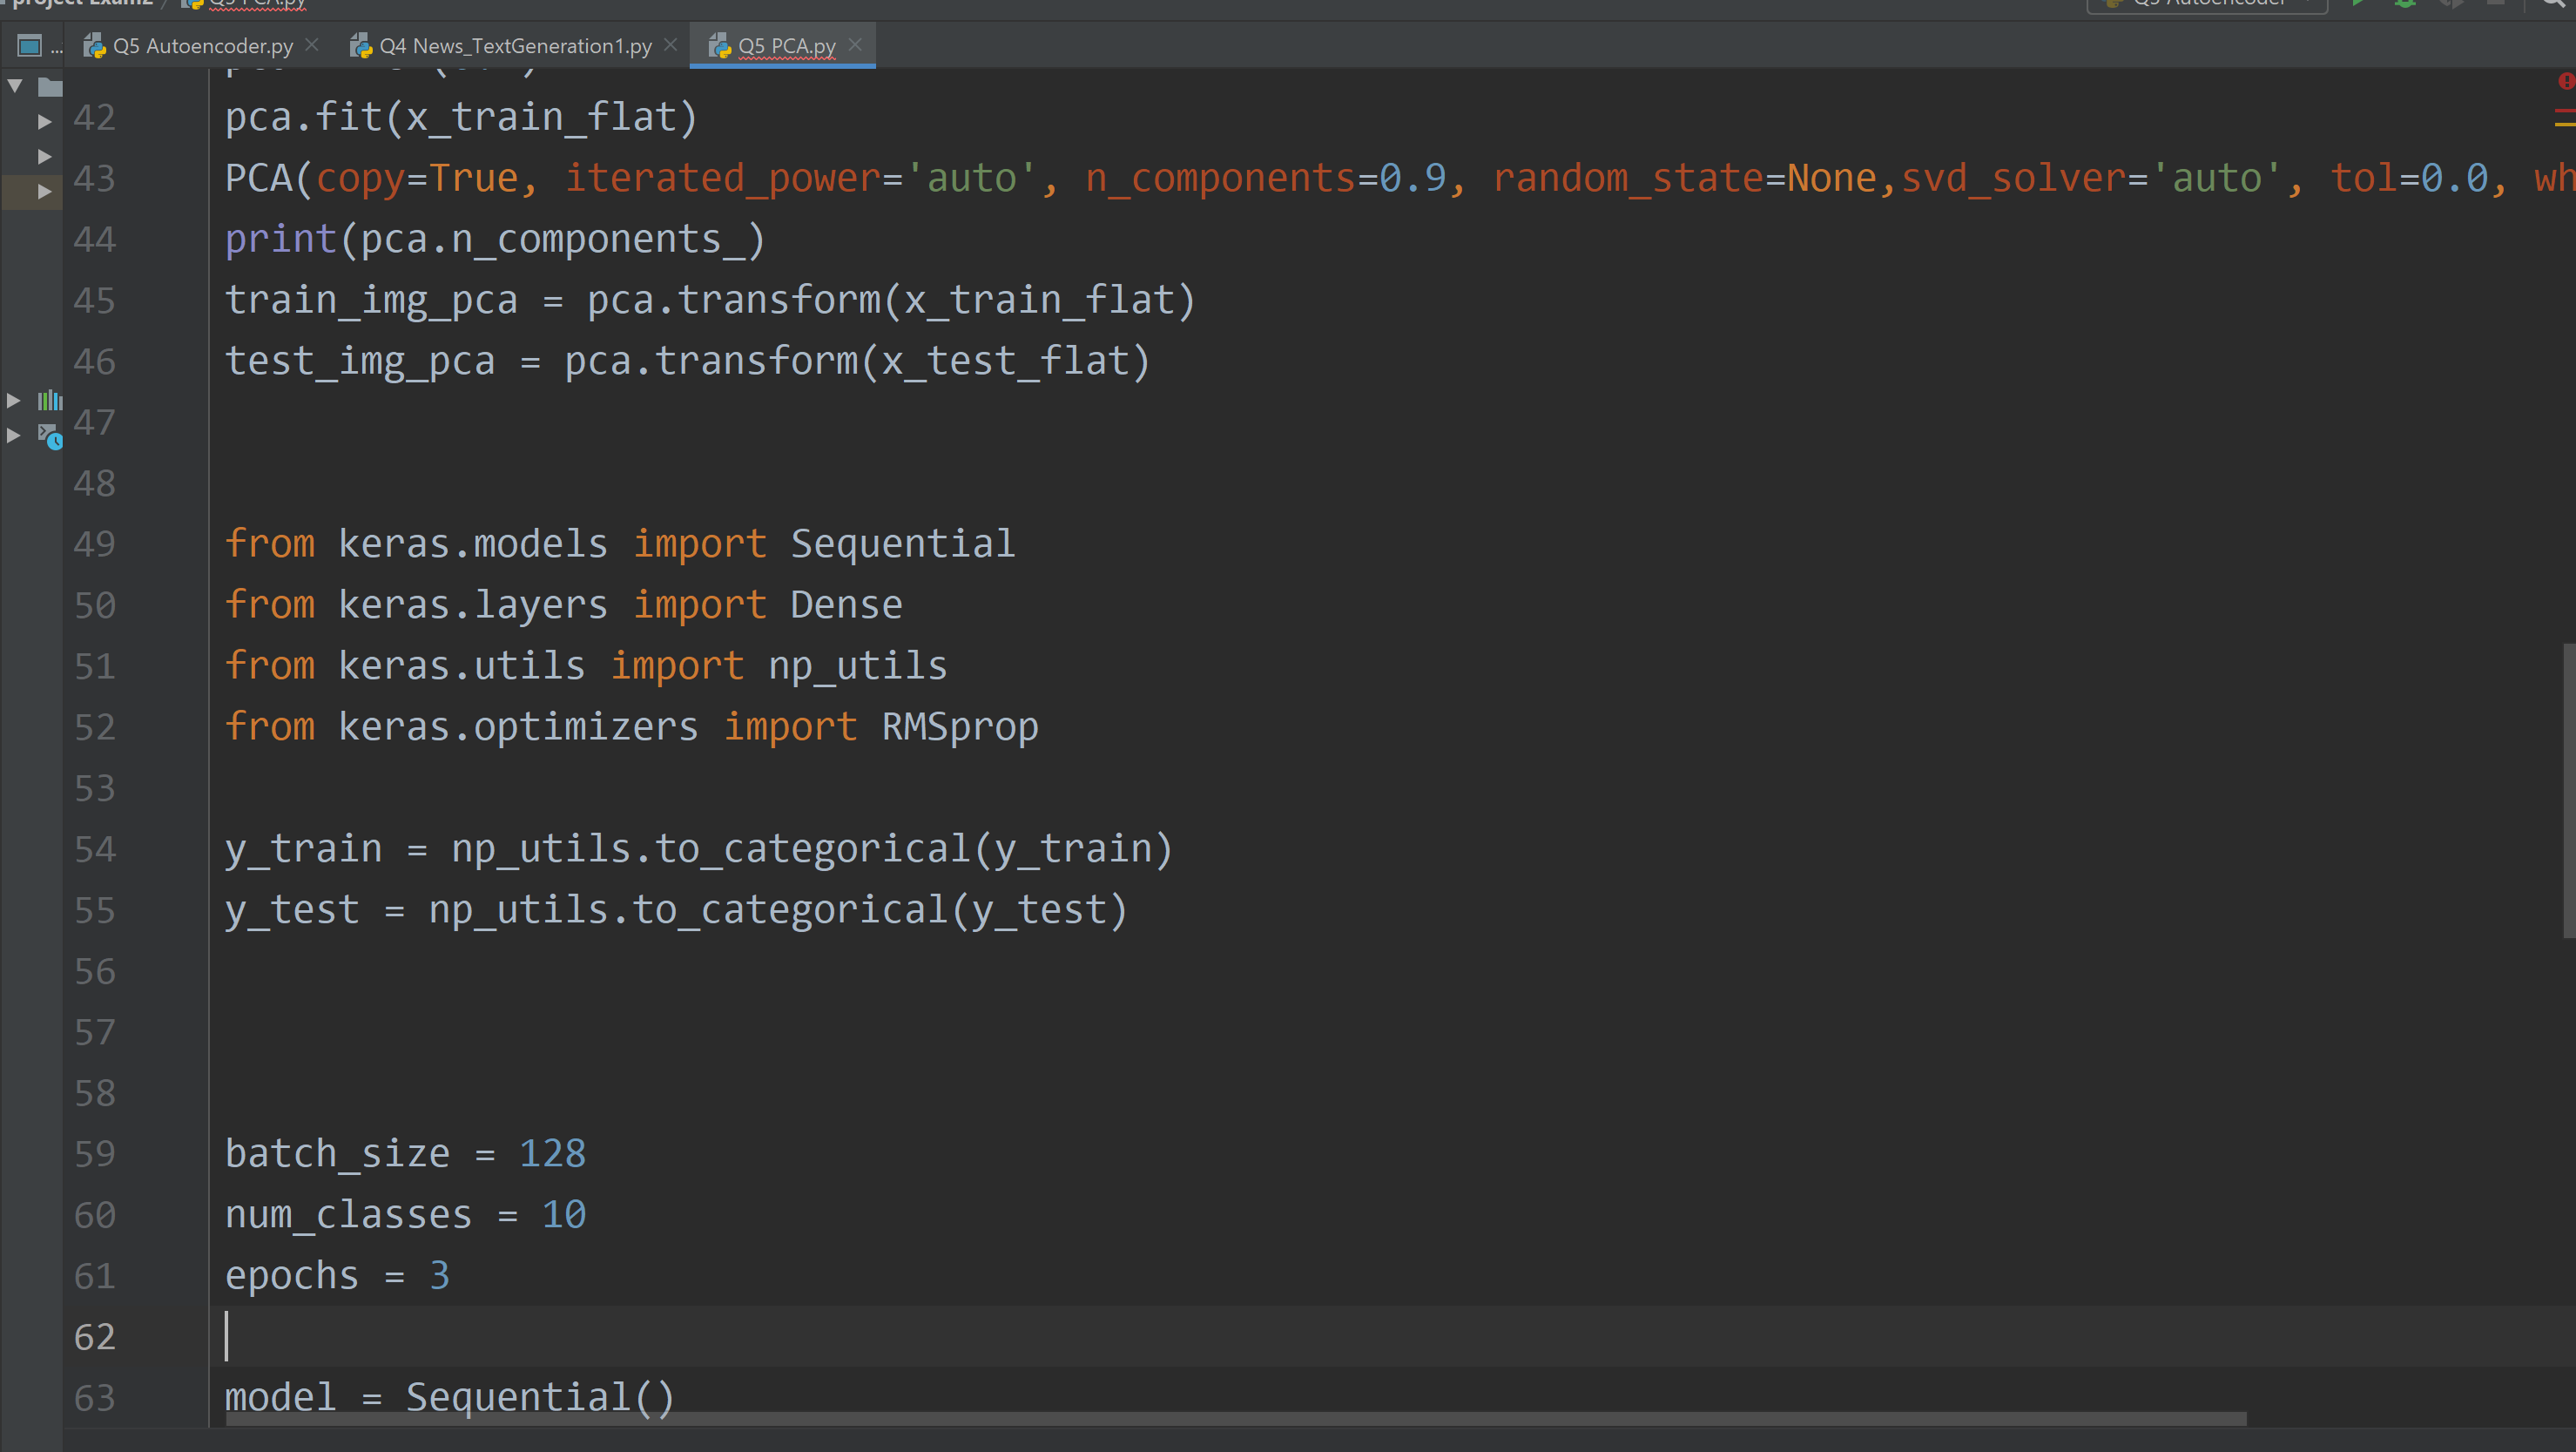 project Exam2 / Q5 PCA.py
Q5 Autoencoder
... Q5 Autoencoder.py Q4 News_TextGeneration1.py Q5 PCA.py
42 pca.fit(x_train_flat)
43 PCA(copy=True, iterated_power='auto', n_components=0.9, random_state=None,svd_solver='auto', tol=0.0, wh
44 print(pca.n_components_)
45 train_img_pca = pca.transform(x_train_flat)
46 test_img_pca = pca.transform(x_test_flat)
47
48
49 from keras.models import Sequential
50 from keras.layers import Dense
51 from keras.utils import np_utils
52 from keras.optimizers import RMSprop
53
54 y_train = np_utils.to_categorical(y_train)
55 y_test = np_utils.to_categorical(y_test)
56
57
58
59 batch_size = 128
60 num_classes = 10
61 epochs = 3
62
63 model = Sequential()